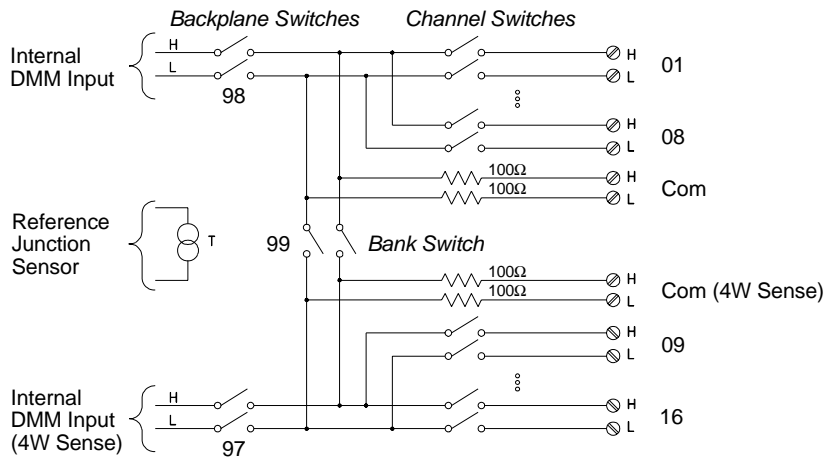 Backplane Switches
Channel Switches
Internal
DMM Input
H
L
98
H
L
01
H
L
08
100Ω
100Ω
H
L
Com
Reference
Junction
Sensor
T
99
Bank Switch
100Ω
100Ω
H
L
Com (4W Sense)
H
L
09
Internal
DMM Input
(4W Sense)
H
L
97
H
L
16